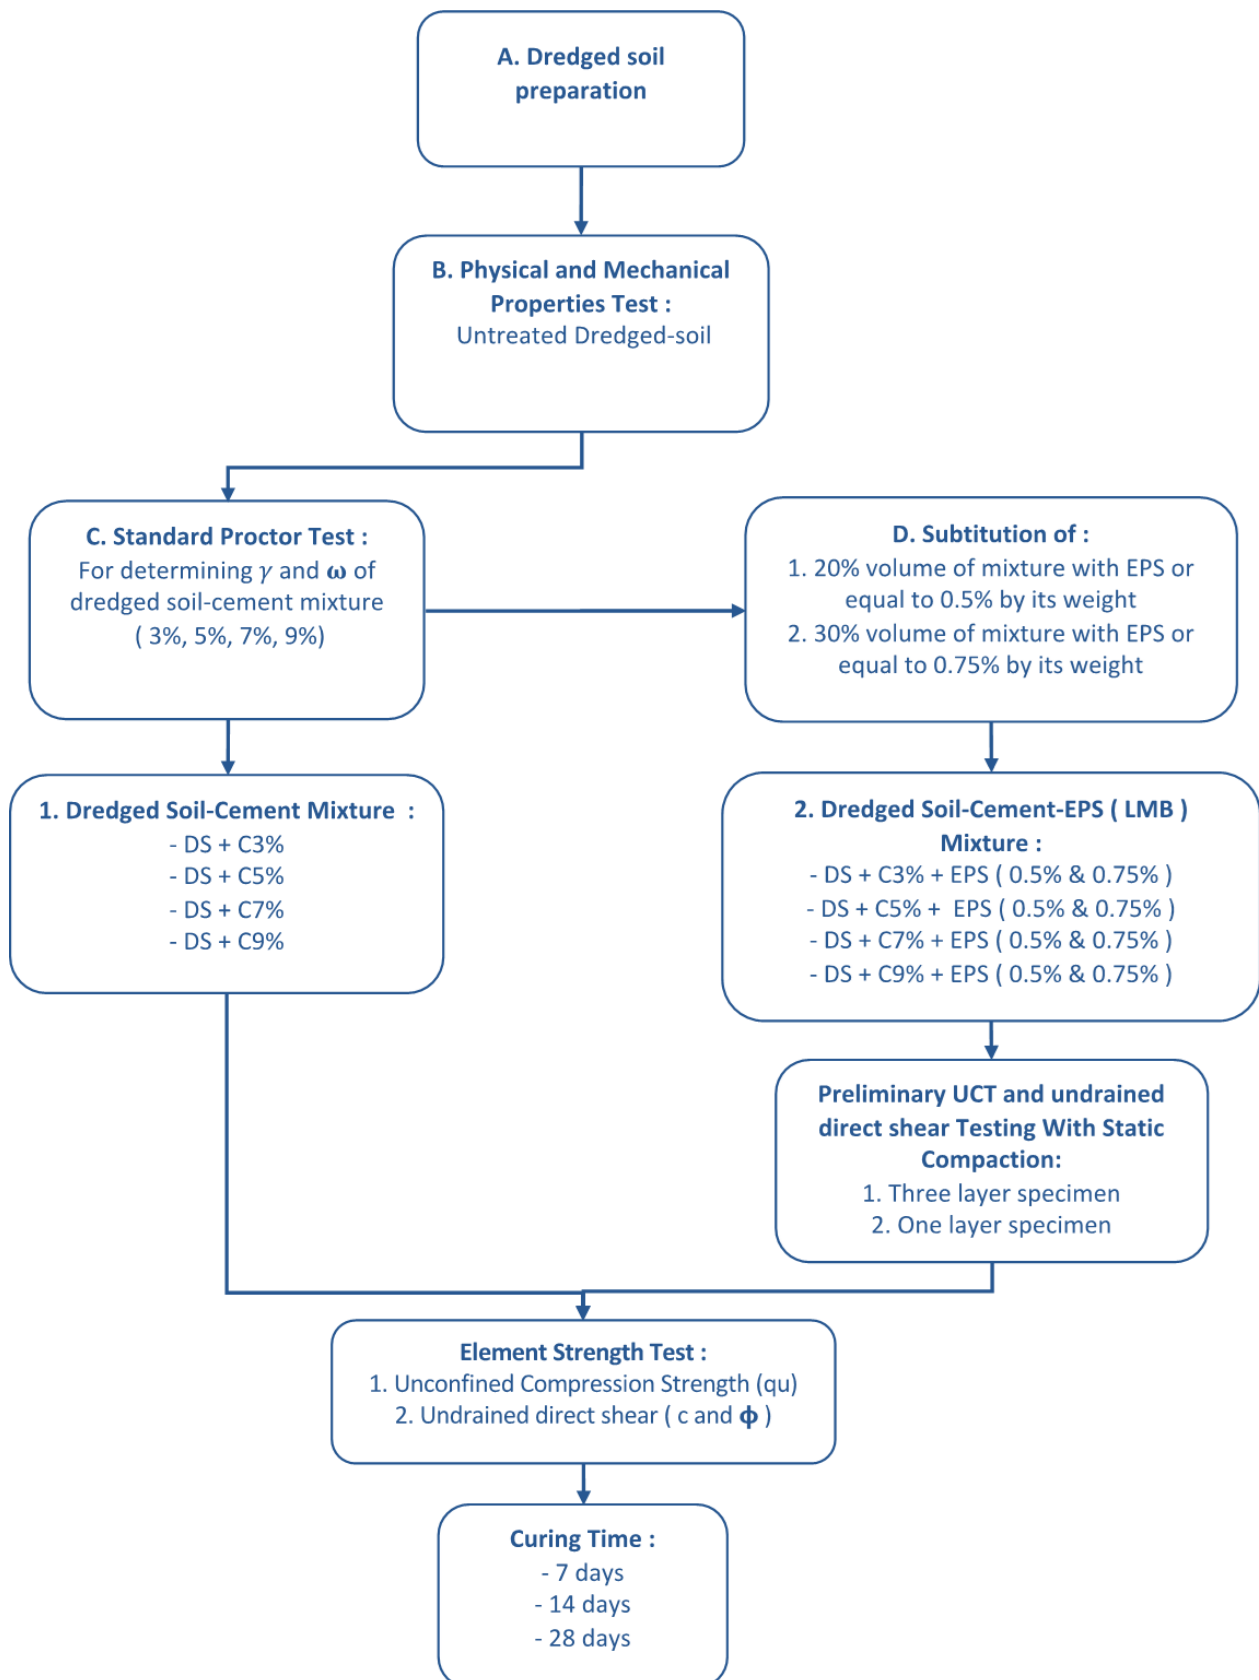 A. Dredged soil
preparation
B. Physical and Mechanical
Properties Test :
Untreated Dredged-soil
C. Standard Proctor Test :
For determining γ and ω of
dredged soil-cement mixture
( 3%, 5%, 7%, 9%)
D. Subtitution of :
1. 20% volume of mixture with EPS or
equal to 0.5% by its weight
2. 30% volume of mixture with EPS or
equal to 0.75% by its weight
1. Dredged Soil-Cement Mixture :
- DS + C3%
- DS + C5%
- DS + C7%
- DS + C9%
2. Dredged Soil-Cement-EPS ( LMB )
Mixture :
- DS + C3% + EPS ( 0.5% & 0.75% )
- DS + C5% + EPS ( 0.5% & 0.75% )
- DS + C7% + EPS ( 0.5% & 0.75% )
- DS + C9% + EPS ( 0.5% & 0.75% )
Preliminary UCT and undrained
direct shear Testing With Static
Compaction:
1. Three layer specimen
2. One layer specimen
Element Strength Test :
1. Unconfined Compression Strength (qu)
2. Undrained direct shear ( c and ϕ )
Curing Time :
- 7 days
- 14 days
- 28 days